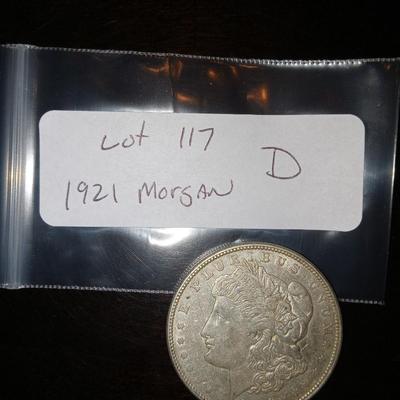 Lot 117
D
1921 Morgan
E PLURIBUS UNUM